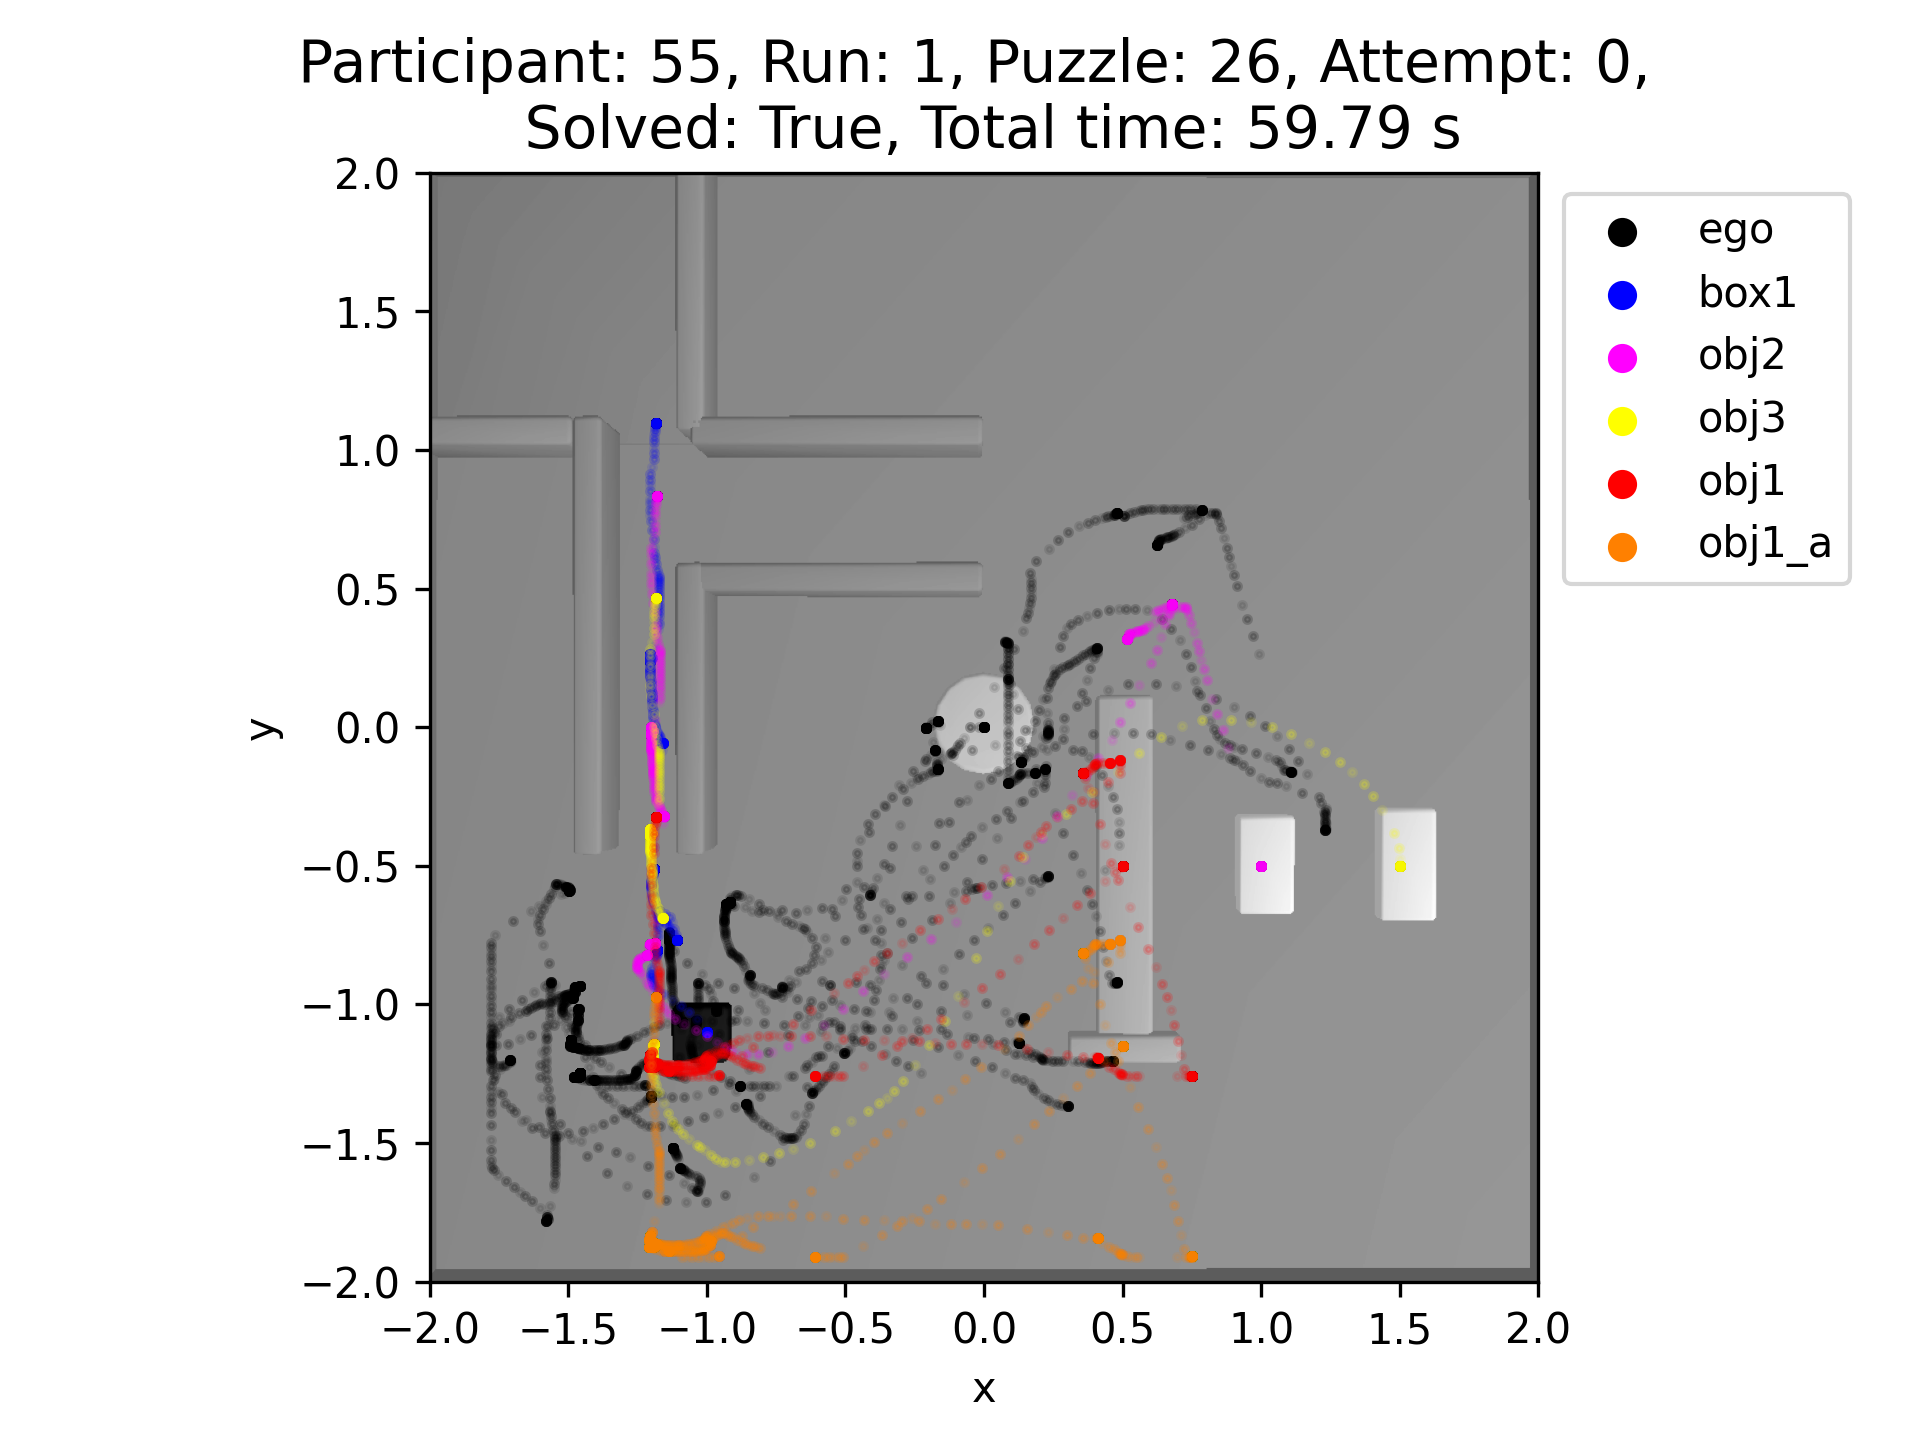 Participant: 55, Run: 1, Puzzle: 26, Attempt: 0,
Solved: True, Total time: 59.79 s
2.0
1.5
1.0
0.5
0.0
−0.5
−1.0
−1.5
−2.0
y
−2.0 −1.5 −1.0 −0.5 0.0 0.5 1.0 1.5 2.0
x
ego
box1
obj2
obj3
obj1
obj1_a